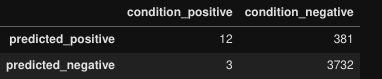 condition_positive condition_negative
predicted_positive 12 381
predicted_negative 3 3732